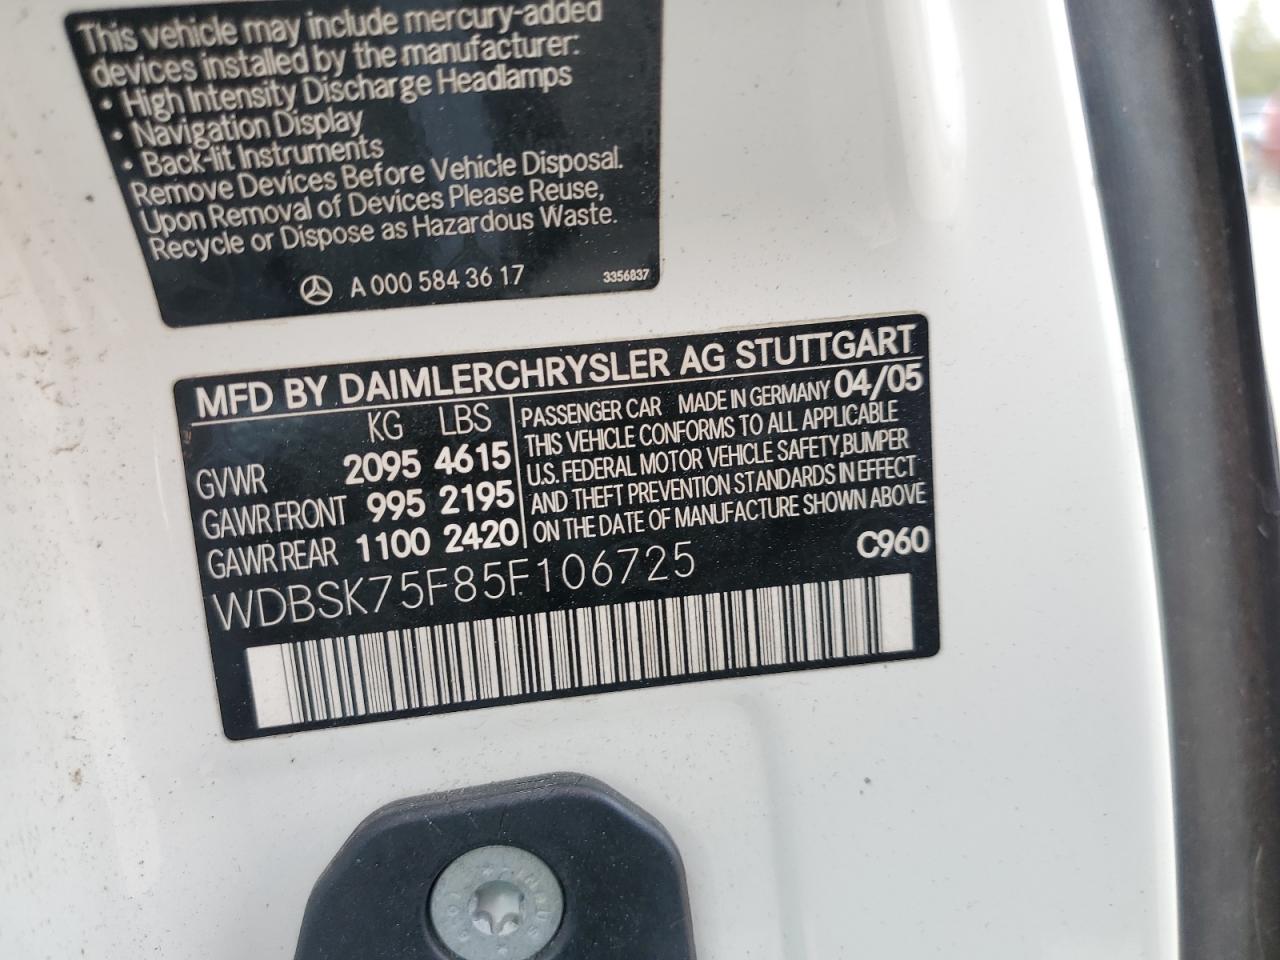 This vehicle may include mercury-added
devices installed by the manufacturer:
• High Intensity Discharge Headlamps
• Navigation Display
• Back-lit Instruments
Remove Devices Before Vehicle Disposal.
Upon Removal of Devices Please Reuse,
Recycle or Dispose as Hazardous Waste.
A 000 584 36 17 3356837
MFD BY DAIMLERCHRYSLER AG STUTTGART
KG LBS
GVWR 2095 4615
GAWR FRONT 995 2195
GAWR REAR 1100 2420
PASSENGER CAR MADE IN GERMANY 04/05
THIS VEHICLE CONFORMS TO ALL APPLICABLE
U.S. FEDERAL MOTOR VEHICLE SAFETY, BUMPER
AND THEFT PREVENTION STANDARDS IN EFFECT
ON THE DATE OF MANUFACTURE SHOWN ABOVE
WDBSK75F85F106725 C960